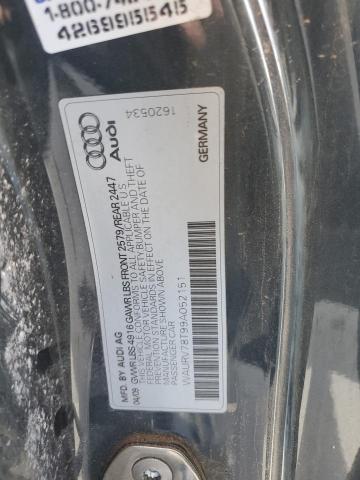 1-800-
42B9915545
1620534
Audi
GERMANY
MFD. BY AUDI AG
04/09 GVWR LBS 4916 GAWR LBS FRONT 2579/REAR 2447
THIS VEHICLE CONFORMS TO ALL APPLICABLE U S
FEDERAL MOTOR VEHICLE SAFETY BUMPER AND THEFT
PREVENTION STANDARDS IN EFFECT ON THE DATE OF
MANUFACTURE SHOWN ABOVE
PASSENGER CAR
WAURV78T99A052151